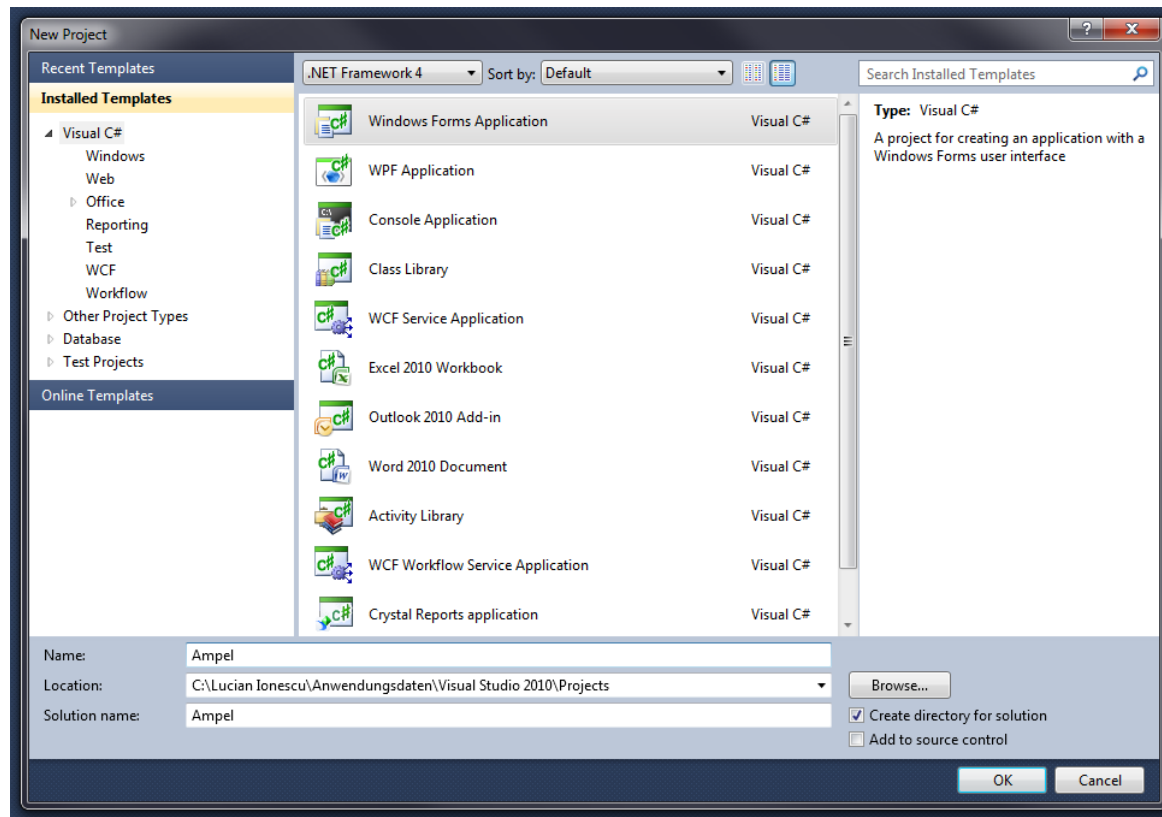 New Project
Recent Templates
Installed Templates
Visual C#
Windows
Web
Office
Reporting
Test
WCF
Workflow
Other Project Types
Database
Test Projects
Online Templates
.NET Framework 4 Sort by: Default
Windows Forms Application Visual C#
WPF Application Visual C#
Console Application Visual C#
Class Library Visual C#
WCF Service Application Visual C#
Excel 2010 Workbook Visual C#
Outlook 2010 Add-in Visual C#
Word 2010 Document Visual C#
Activity Library Visual C#
WCF Workflow Service Application Visual C#
Crystal Reports application Visual C#
Search Installed Templates
Type: Visual C#
A project for creating an application with a
Windows Forms user interface
Name: Ampel
Location: C:\Lucian Ionescu\Anwendungsdaten\Visual Studio 2010\Projects Browse...
Solution name: Ampel
Create directory for solution
Add to source control
OK Cancel